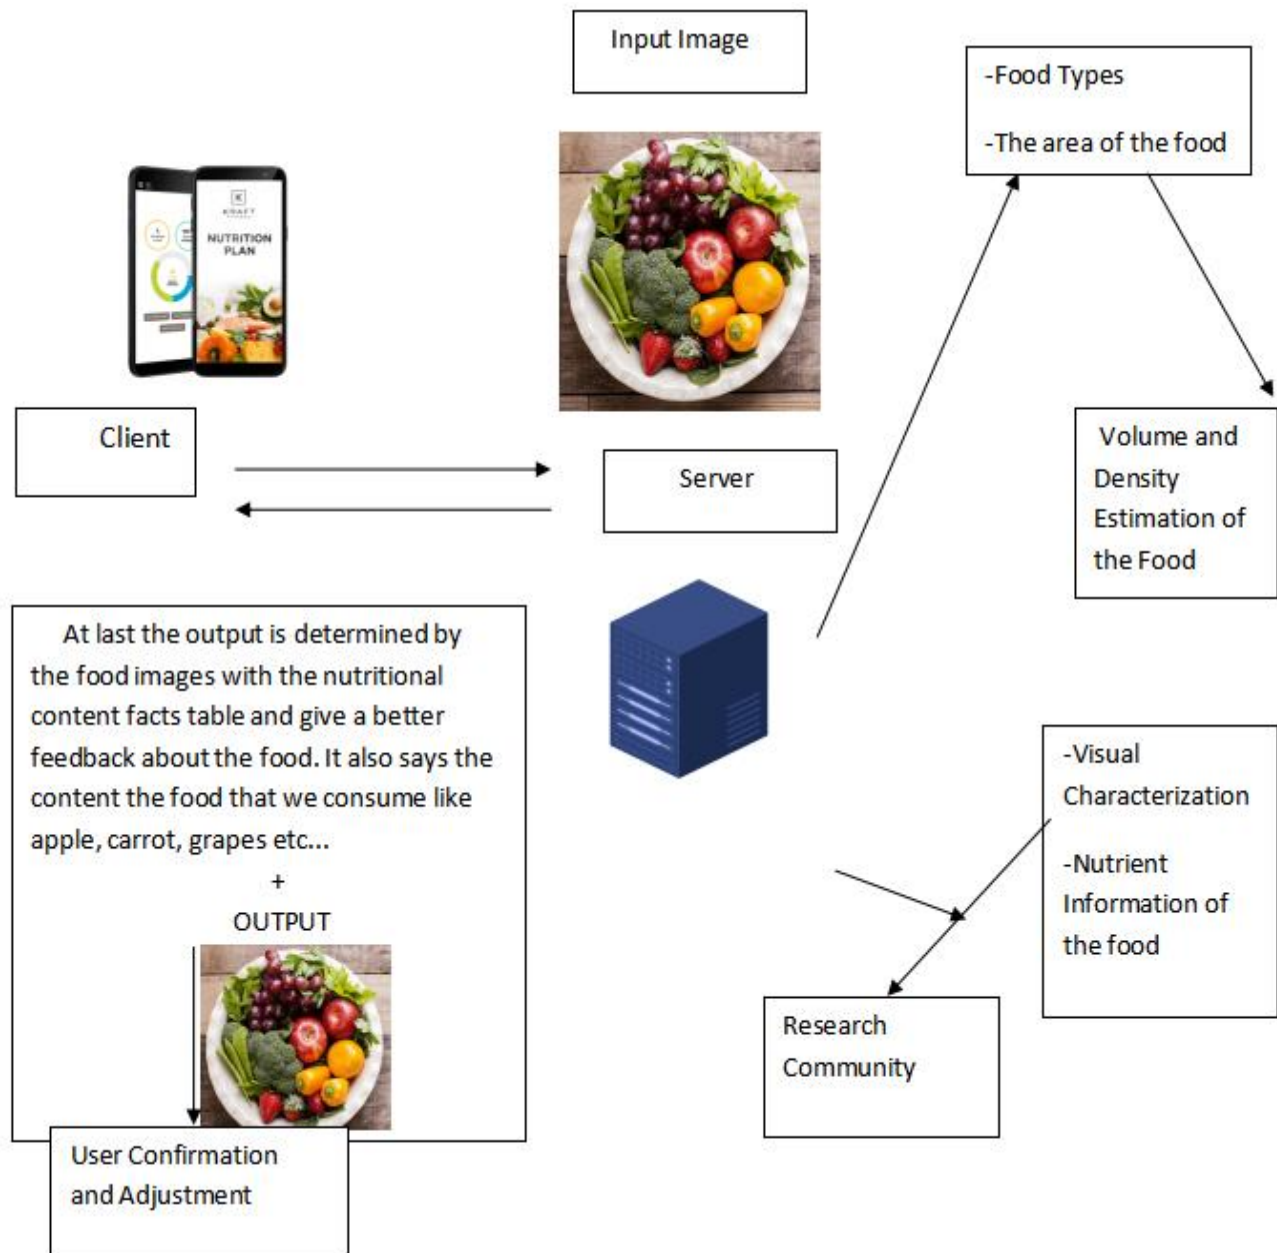 Input Image
-Food Types
-The area of the food
KRAFT
NUTRITION
PLAN
Client
Server
Volume and
Density
Estimation of
the Food
At last the output is determined by
the food images with the nutritional
content facts table and give a better
feedback about the food. It also says the
content the food that we consume like
apple, carrot, grapes etc...
+
OUTPUT
-Visual
Characterization
-Nutrient
Information of
the food
Research
Community
User Confirmation
and Adjustment